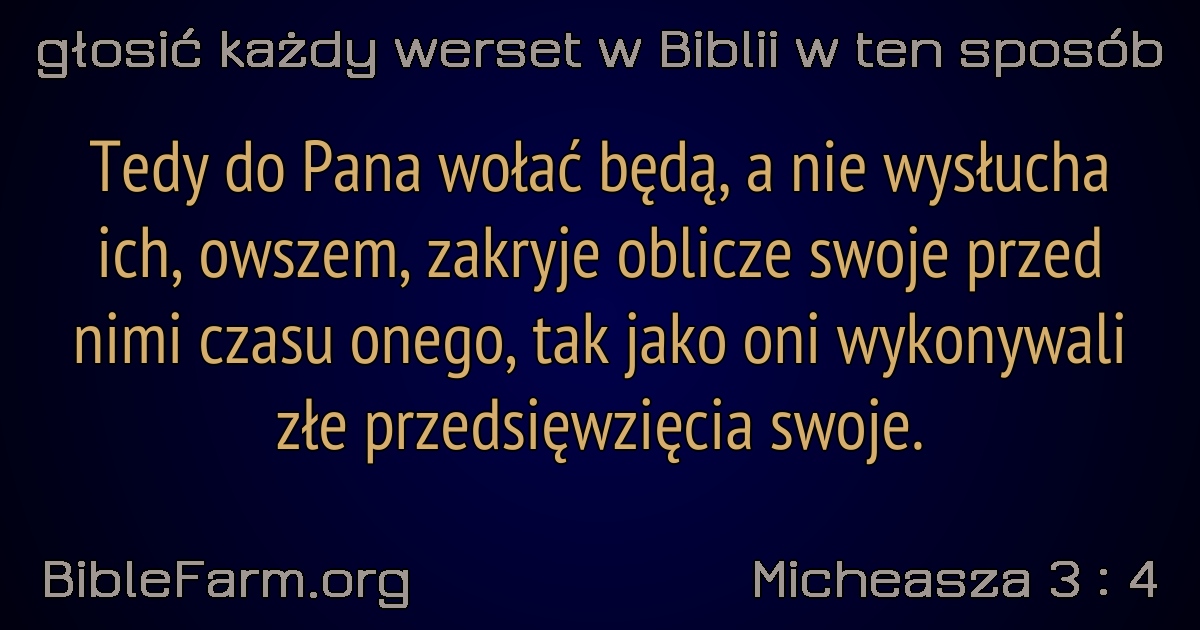 głosić każdy werset w Biblii w ten sposób
Tedy do Pana wołać będą, a nie wysłucha
ich, owszem, zakryje oblicze swoje przed
nimi czasu onego, tak jako oni wykonywali
złe przedsięwzięcia swoje.
BibleFarm.org
Micheasza 3 : 4